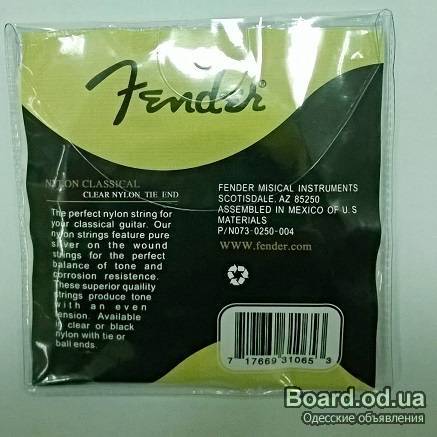 Fender
NYLON CLASSICAL
CLEAR NYLON TIE END
The perfect nylon string for
your classical guitar. Our
nylon strings feature pure
silver on the wound
strings for the perfect
balance of tone and
corrosion resistence.
These superior quglity
strings produce tone
with an even
tension. Available
in clear or black
nylon with tie or
ball ends.
FENDER MISICAL INSTRUMENTS
SCOTISDALE, AZ 85250
ASSEMBLED IN MEXICO OF U.S
MATERIALS
P/N073-0250-004
www.fender.com
7 17669 31065 3
Board.od.ua
Одесские объявления